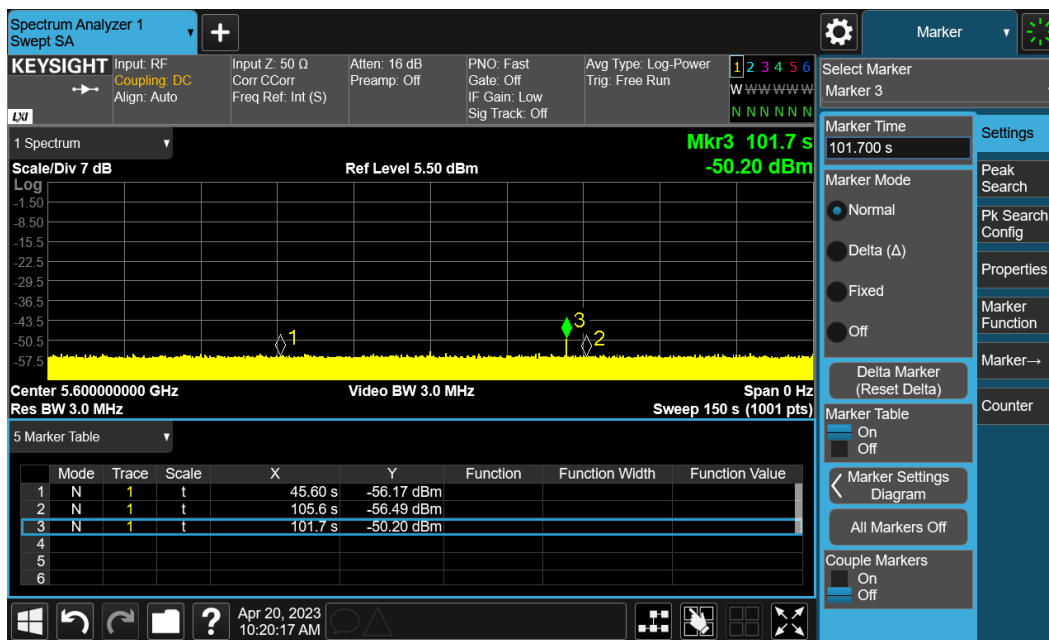 Spectrum Analyzer 1
Swept SA
+
Marker
KEYSIGHT
LXI
Input: RF
Coupling: DC
Align: Auto
Input Z: 50 Ω
Corr CCorr
Freq Ref: Int (S)
Atten: 16 dB
Preamp: Off
PNO: Fast
Gate: Off
IF Gain: Low
Sig Track: Off
Avg Type: Log-Power
Trig: Free Run
1 2 3 4 5 6
W W W W W W
N N N N N N
Select Marker
Marker 3
1 Spectrum
Mkr3 101.7 s
-50.20 dBm
Scale/Div 7 dB
Ref Level 5.50 dBm
Log
-1.50
-8.50
-15.5
-22.5
-29.5
-36.5
-43.5
-50.5
-57.5
1
3
2
Center 5.600000000 GHz
Video BW 3.0 MHz
Span 0 Hz
Res BW 3.0 MHz
Sweep 150 s (1001 pts)
5 Marker Table
Mode Trace Scale X Y Function Function Width Function Value
1 N 1 t 45.60 s -56.17 dBm
2 N 1 t 105.6 s -56.49 dBm
3 N 1 t 101.7 s -50.20 dBm
4
5
6
Marker Time
101.700 s
Marker Mode
Normal
Delta (Δ)
Fixed
Off
Delta Marker
(Reset Delta)
Marker Table
On
Off
Marker Settings
Diagram
All Markers Off
Couple Markers
On
Off
Settings
Peak
Search
Pk Search
Config
Properties
Marker
Function
Marker→
Counter
?
Apr 20, 2023
10:20:17 AM